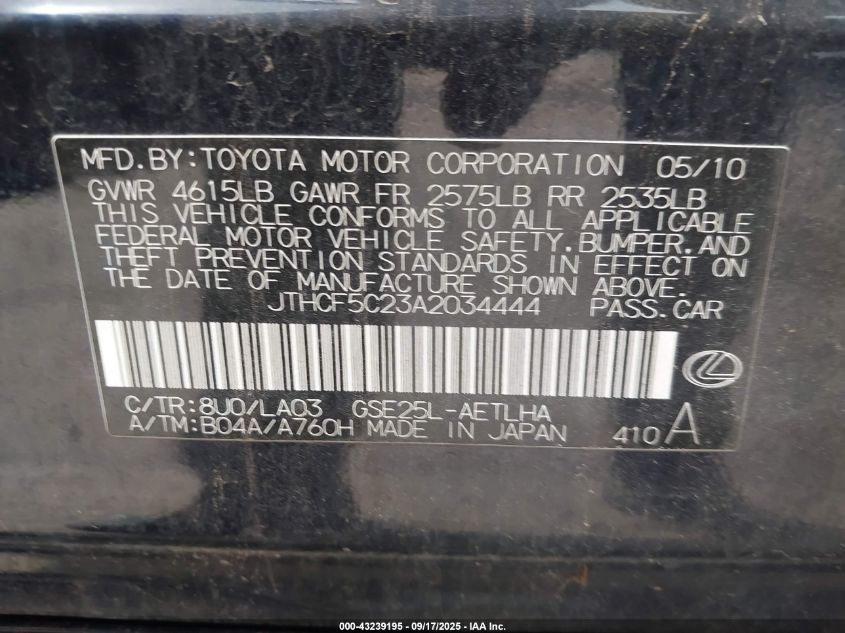 MFD.BY:TOYOTA MOTOR CORPORATION 05/10
GVWR 4615LB GAWR FR 2575LB RR 2535LB
THIS VEHICLE CONFORMS TO ALL APPLICABLE
FEDERAL MOTOR VEHICLE SAFETY,BUMPER,AND
THEFT PREVENTION STANDARDS IN EFFECT ON
THE DATE OF MANUFACTURE SHOWN ABOVE.
JTHCF5C23A2034444 PASS.CAR
C/TR:8U0/LA03 GSE25L-AETLHA
A/TM:B04A/A760H MADE IN JAPAN 410A
000-43239195 - 09/17/2025 - IAA Inc.